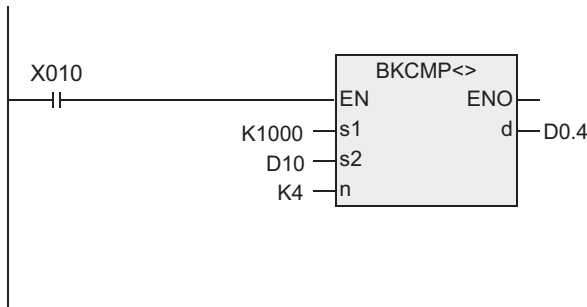 X010
BKCMP<>
EN ENO
K1000 s1 d D0.4
D10 s2
K4 n